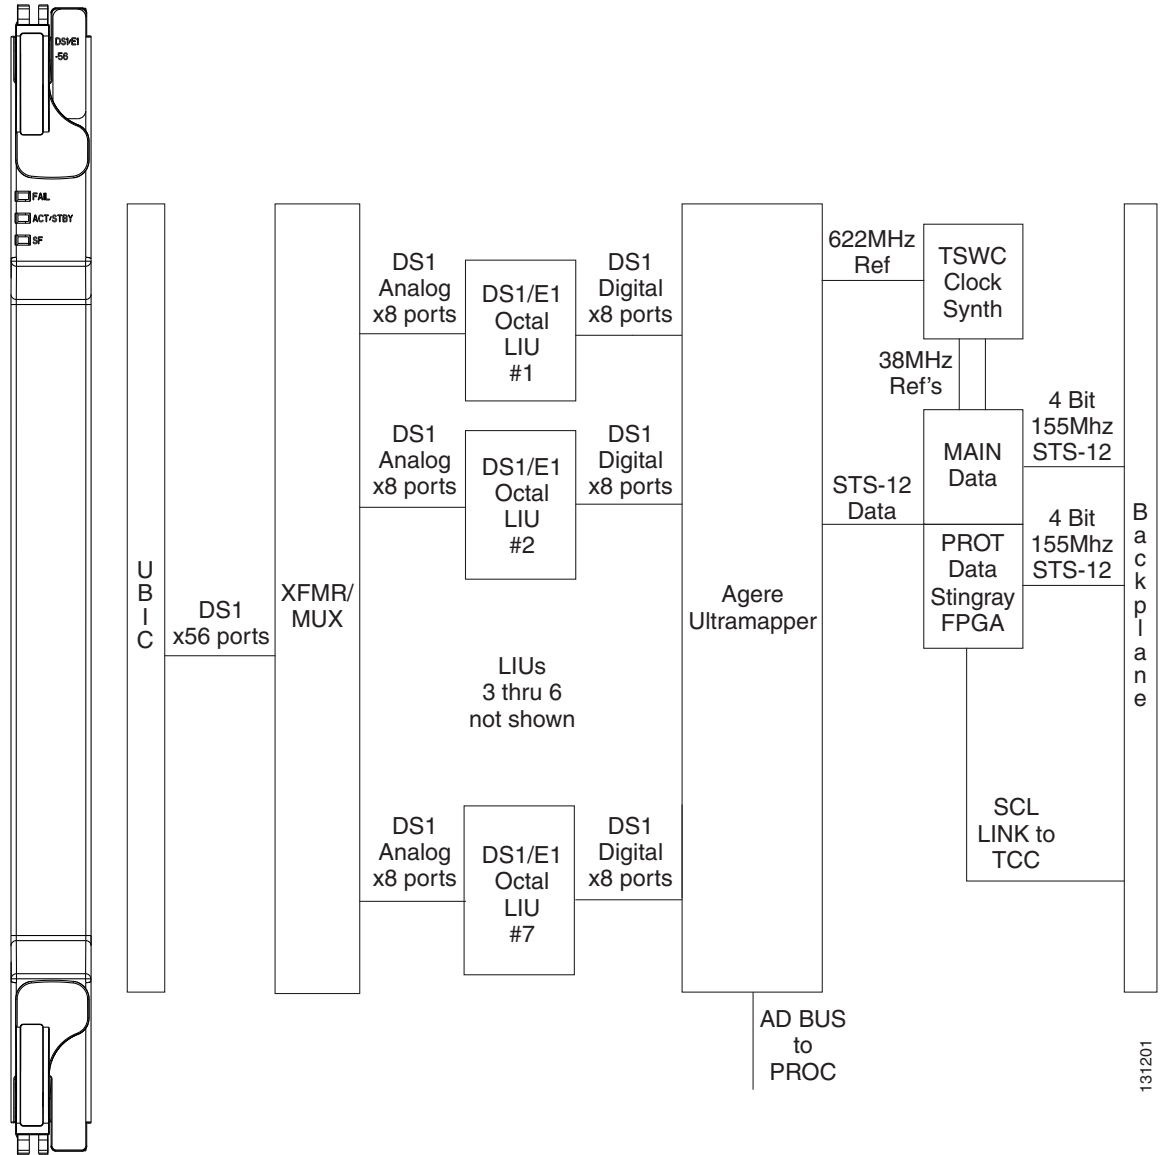 DS1/E1
-56
FAIL
ACT/STBY
SF
UBIC
DS1
x56 ports
XFMR/
MUX
DS1
Analog
x8 ports
DS1/E1
Octal
LIU
#1
DS1
Digital
x8 ports
DS1
Analog
x8 ports
DS1/E1
Octal
LIU
#2
DS1
Digital
x8 ports
LIUs
3 thru 6
not shown
DS1
Analog
x8 ports
DS1/E1
Octal
LIU
#7
DS1
Digital
x8 ports
Agere
Ultramapper
AD BUS
to
PROC
622MHz
Ref
TSWC
Clock
Synth
38MHz
Ref's
STS-12
Data
MAIN
Data
PROT
Data
Stingray
FPGA
4 Bit
155Mhz
STS-12
4 Bit
155Mhz
STS-12
SCL
LINK to
TCC
Backplane
131201